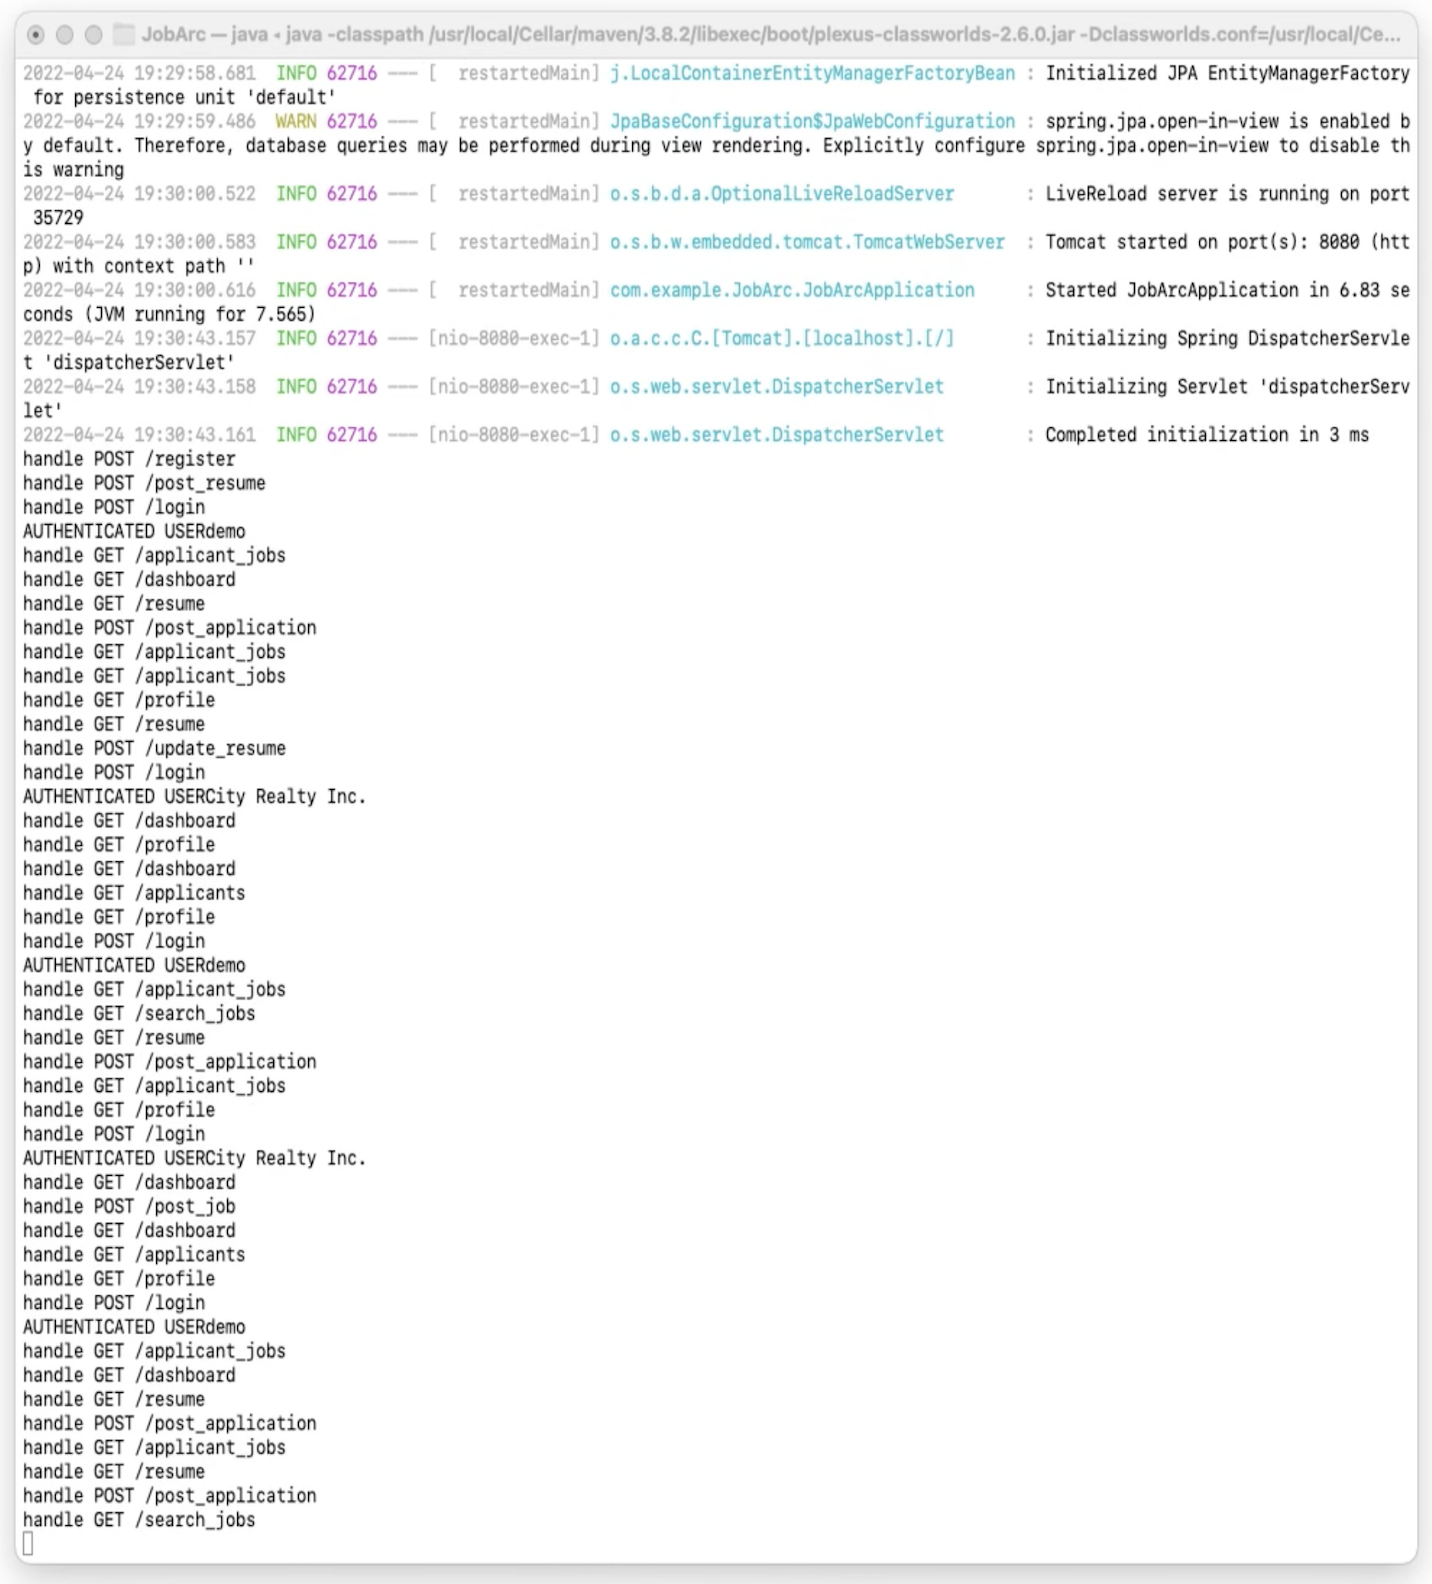 JobArc — java ◂ java -classpath /usr/local/Cellar/maven/3.8.2/libexec/boot/plexus-classworlds-2.6.0.jar -Dclassworlds.conf=/usr/local/Ce...
2022-04-24 19:29:58.681  INFO 62716 --- [  restartedMain] j.LocalContainerEntityManagerFactoryBean : Initialized JPA EntityManagerFactory
 for persistence unit 'default'
2022-04-24 19:29:59.486  WARN 62716 --- [  restartedMain] JpaBaseConfiguration$JpaWebConfiguration : spring.jpa.open-in-view is enabled b
y default. Therefore, database queries may be performed during view rendering. Explicitly configure spring.jpa.open-in-view to disable th
is warning
2022-04-24 19:30:00.522  INFO 62716 --- [  restartedMain] o.s.b.d.a.OptionalLiveReloadServer       : LiveReload server is running on port
 35729
2022-04-24 19:30:00.583  INFO 62716 --- [  restartedMain] o.s.b.w.embedded.tomcat.TomcatWebServer  : Tomcat started on port(s): 8080 (htt
p) with context path ''
2022-04-24 19:30:00.616  INFO 62716 --- [  restartedMain] com.example.JobArc.JobArcApplication     : Started JobArcApplication in 6.83 se
conds (JVM running for 7.565)
2022-04-24 19:30:43.157  INFO 62716 --- [nio-8080-exec-1] o.a.c.c.C.[Tomcat].[localhost].[/]       : Initializing Spring DispatcherServle
t 'dispatcherServlet'
2022-04-24 19:30:43.158  INFO 62716 --- [nio-8080-exec-1] o.s.web.servlet.DispatcherServlet        : Initializing Servlet 'dispatcherServ
let'
2022-04-24 19:30:43.161  INFO 62716 --- [nio-8080-exec-1] o.s.web.servlet.DispatcherServlet        : Completed initialization in 3 ms
handle POST /register
handle POST /post_resume
handle POST /login
AUTHENTICATED USERdemo
handle GET /applicant_jobs
handle GET /dashboard
handle GET /resume
handle POST /post_application
handle GET /applicant_jobs
handle GET /applicant_jobs
handle GET /profile
handle GET /resume
handle POST /update_resume
handle POST /login
AUTHENTICATED USERCity Realty Inc.
handle GET /dashboard
handle GET /profile
handle GET /dashboard
handle GET /applicants
handle GET /profile
handle POST /login
AUTHENTICATED USERdemo
handle GET /applicant_jobs
handle GET /search_jobs
handle GET /resume
handle POST /post_application
handle GET /applicant_jobs
handle GET /profile
handle POST /login
AUTHENTICATED USERCity Realty Inc.
handle GET /dashboard
handle POST /post_job
handle GET /dashboard
handle GET /applicants
handle GET /profile
handle POST /login
AUTHENTICATED USERdemo
handle GET /applicant_jobs
handle GET /dashboard
handle GET /resume
handle POST /post_application
handle GET /applicant_jobs
handle GET /resume
handle POST /post_application
handle GET /search_jobs